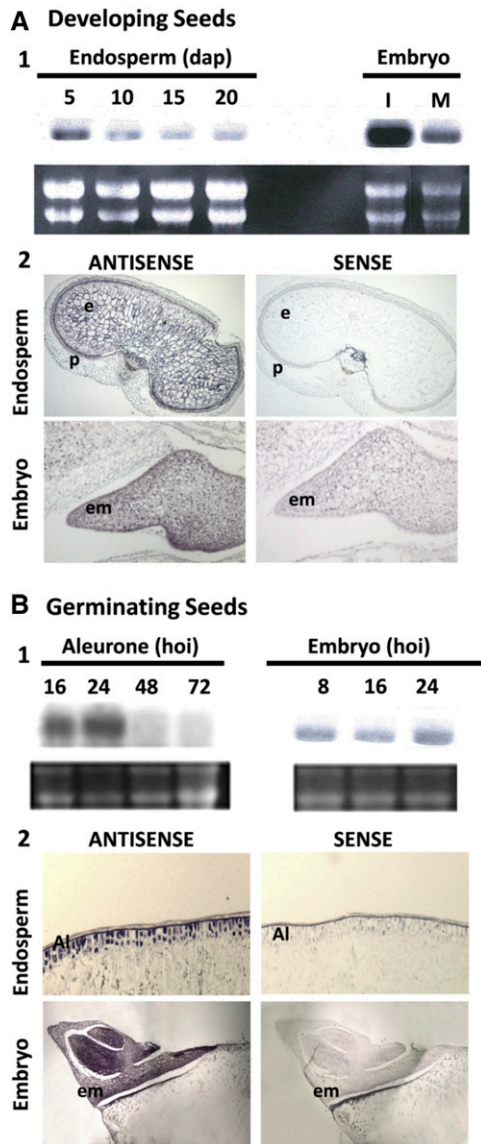 A Developing Seeds
1 Endosperm (dap) Embryo
5 10 15 20 I M
2 ANTISENSE SENSE
Endosperm
e
p
e
p
Embryo
em
em
B Germinating Seeds
1 Aleurone (hoi) Embryo (hoi)
16 24 48 72 8 16 24
2 ANTISENSE SENSE
Endosperm
Al
Al
Embryo
em
em